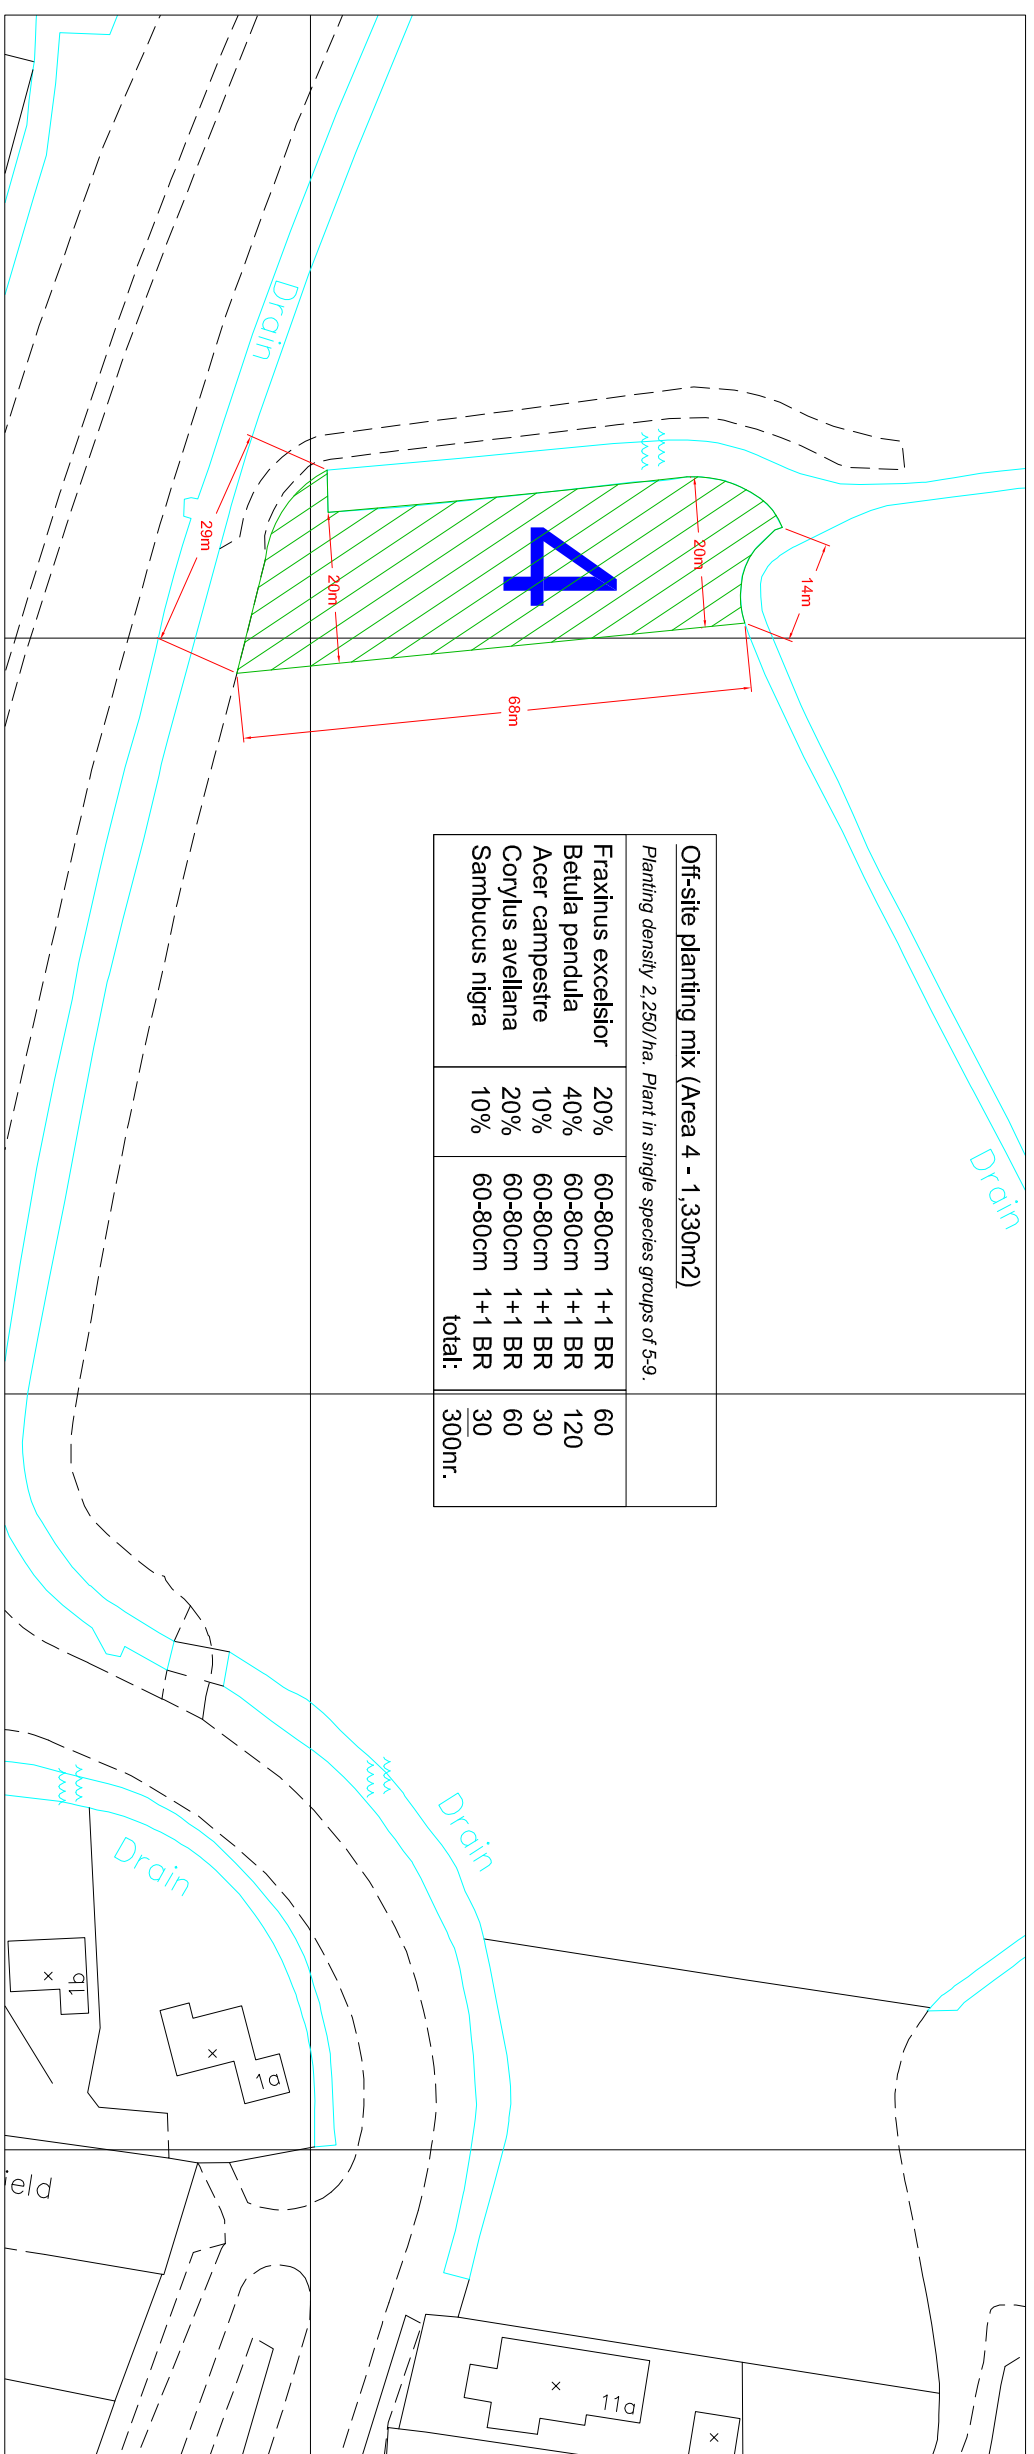 Off-site planting mix (Area 4 - 1,330m2)
Planting density 2,250/ha. Plant in single species groups of 5-9.
Fraxinus excelsior 20% 60-80cm 1+1 BR 60
Betula pendula 40% 60-80cm 1+1 BR 120
Acer campestre 10% 60-80cm 1+1 BR 30
Corylus avellana 20% 60-80cm 1+1 BR 60
Sambucus nigra 10% 60-80cm 1+1 BR 30
total: 300nr.
4
14m
20m
20m
29m
68m
Drain
Drain
Drain
Drain
1b
1a
11a
ield